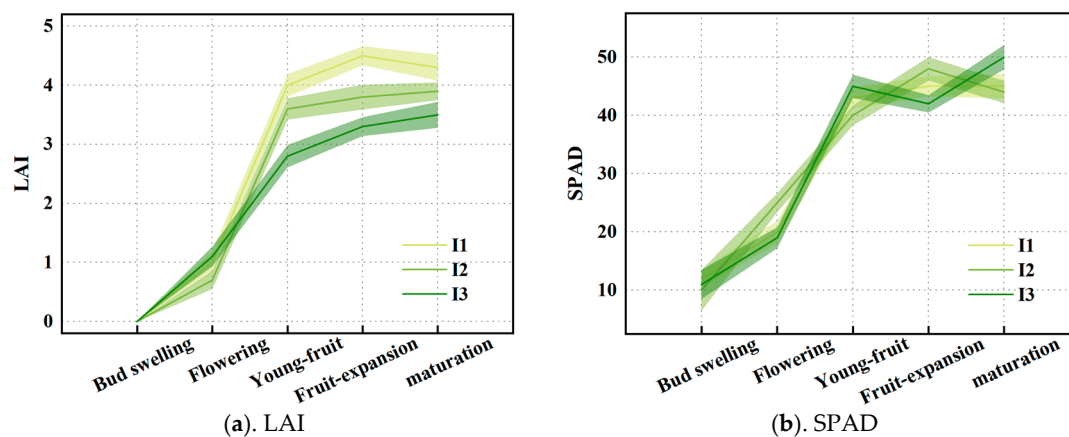 5
4
3
2
1
0
LAI
I1
I2
I3
Bud swelling
Flowering
Young-fruit
Fruit-expansion
maturation
(a). LAI
50
40
30
20
10
SPAD
I1
I2
I3
Bud swelling
Flowering
Young-fruit
Fruit-expansion
maturation
(b). SPAD